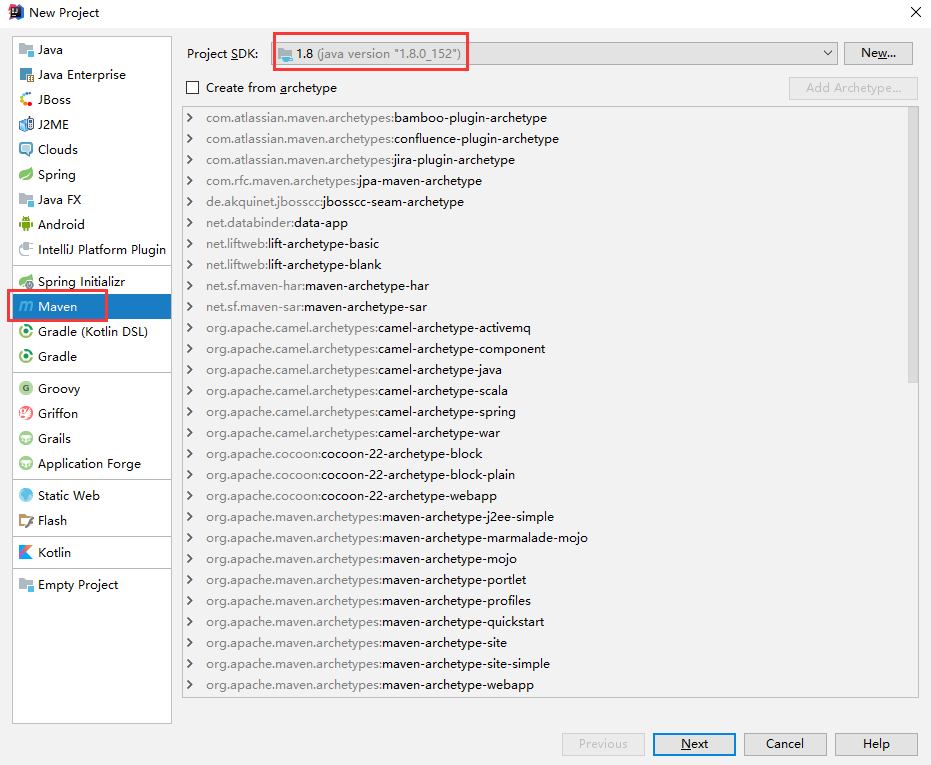 New Project
Java
Java Enterprise
JBoss
J2ME
Clouds
Spring
Java FX
Android
IntelliJ Platform Plugin
Spring Initializr
Maven
Gradle (Kotlin DSL)
Gradle
Groovy
Griffon
Grails
Application Forge
Static Web
Flash
Kotlin
Empty Project
Project SDK: 1.8 (java version "1.8.0_152") New...
Create from archetype Add Archetype...
com.atlassian.maven.archetypes:bamboo-plugin-archetype
com.atlassian.maven.archetypes:confluence-plugin-archetype
com.atlassian.maven.archetypes:jira-plugin-archetype
com.rfc.maven.archetypes:jpa-maven-archetype
de.akquinet.jbosscc:jbosscc-seam-archetype
net.databinder:data-app
net.liftweb:lift-archetype-basic
net.liftweb:lift-archetype-blank
net.sf.maven-har:maven-archetype-har
net.sf.maven-sar:maven-archetype-sar
org.apache.camel.archetypes:camel-archetype-activemq
org.apache.camel.archetypes:camel-archetype-component
org.apache.camel.archetypes:camel-archetype-java
org.apache.camel.archetypes:camel-archetype-scala
org.apache.camel.archetypes:camel-archetype-spring
org.apache.camel.archetypes:camel-archetype-war
org.apache.cocoon:cocoon-22-archetype-block
org.apache.cocoon:cocoon-22-archetype-block-plain
org.apache.cocoon:cocoon-22-archetype-webapp
org.apache.maven.archetypes:maven-archetype-j2ee-simple
org.apache.maven.archetypes:maven-archetype-marmalade-mojo
org.apache.maven.archetypes:maven-archetype-mojo
org.apache.maven.archetypes:maven-archetype-portlet
org.apache.maven.archetypes:maven-archetype-profiles
org.apache.maven.archetypes:maven-archetype-quickstart
org.apache.maven.archetypes:maven-archetype-site
org.apache.maven.archetypes:maven-archetype-site-simple
org.apache.maven.archetypes:maven-archetype-webapp
Previous Next Cancel Help